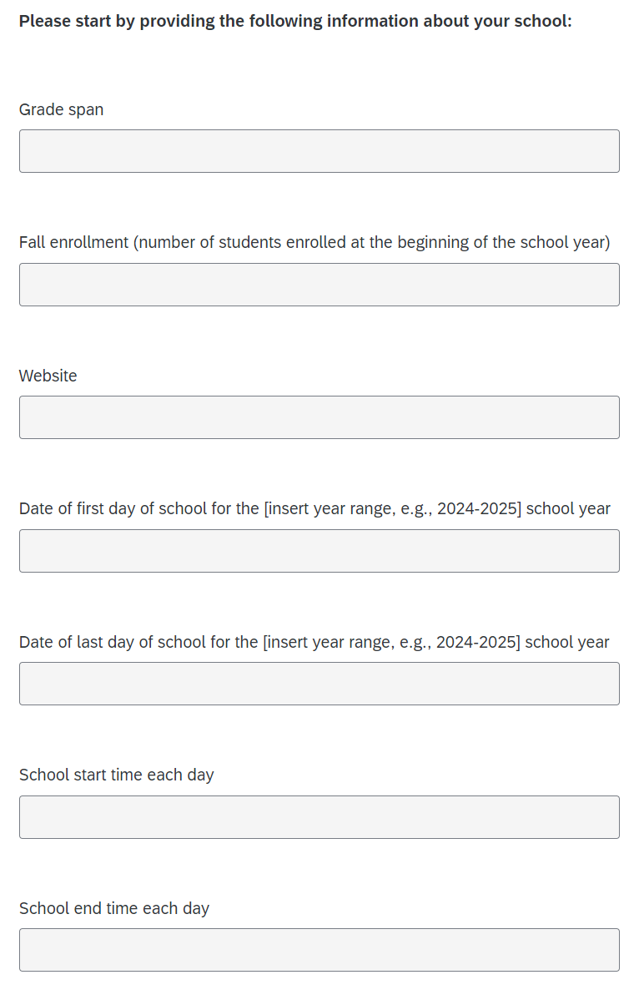 Please start by providing the following information about your school:
Grade span
Fall enrollment (number of students enrolled at the beginning of the school year)
Website
Date of first day of school for the [insert year range, e.g., 2024-2025] school year
Date of last day of school for the [insert year range, e.g., 2024-2025] school year
School start time each day
School end time each day